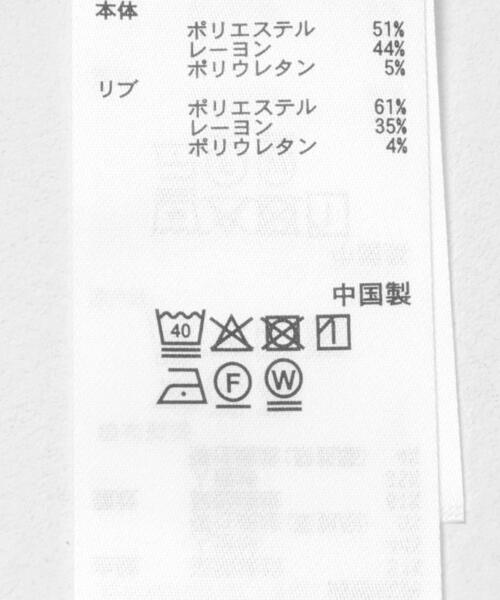 本体
ポリエステル 51%
レーヨン 44%
ポリウレタン 5%
リブ
ポリエステル 61%
レーヨン 35%
ポリウレタン 4%
中国製
40
F W